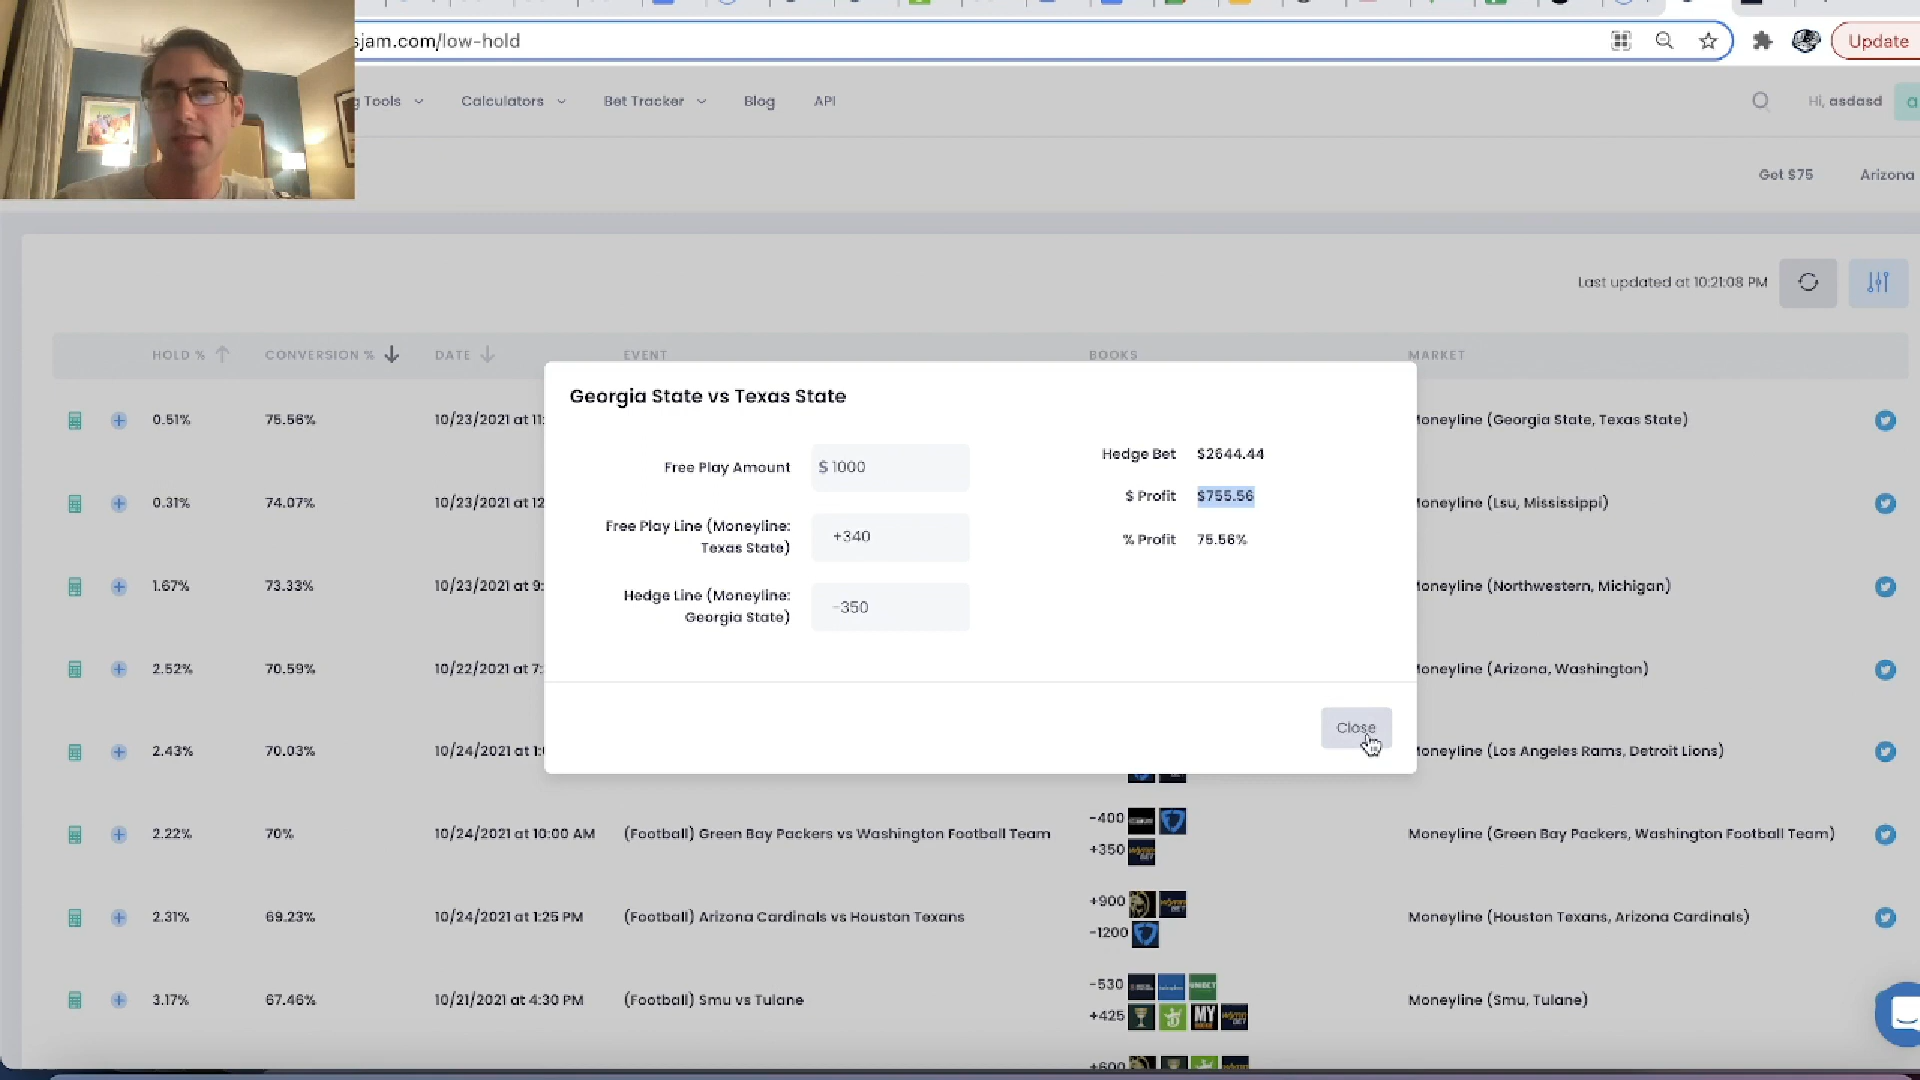 sjam.com/low-hold
Update
g Tools
Calculators
Bet Tracker
Blog
API
Hi, asdasd
a
Get $75
Arizona
Last updated at 10:21:08 PM
HOLD %
CONVERSION %
DATE
EVENT
BOOKS
MARKET
0.51%
75.56%
10/23/2021 at 11:
Moneyline (Georgia State, Texas State)
0.31%
74.07%
10/23/2021 at 12
Moneyline (Lsu, Mississippi)
1.67%
73.33%
10/23/2021 at 9:
Moneyline (Northwestern, Michigan)
2.52%
70.59%
10/22/2021 at 7:
Moneyline (Arizona, Washington)
2.43%
70.03%
10/24/2021 at 1:
Moneyline (Los Angeles Rams, Detroit Lions)
Georgia State vs Texas State
Free Play Amount
$ 1000
Free Play Line (Moneyline:
Texas State)
+340
Hedge Line (Moneyline:
Georgia State)
-350
Hedge Bet
$2644.44
$ Profit
$755.56
% Profit
75.56%
Close
2.22%
70%
10/24/2021 at 10:00 AM
(Football) Green Bay Packers vs Washington Football Team
-400
+350
Moneyline (Green Bay Packers, Washington Football Team)
2.31%
69.23%
10/24/2021 at 1:25 PM
(Football) Arizona Cardinals vs Houston Texans
+900
-1200
Moneyline (Houston Texans, Arizona Cardinals)
3.17%
67.46%
10/21/2021 at 4:30 PM
(Football) Smu vs Tulane
-530
UNIBET
+425
MY
Moneyline (Smu, Tulane)
+600